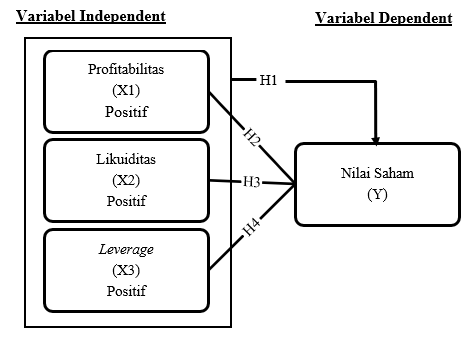 Variabel Independent
Variabel Dependent
Profitabilitas
(X1)
Positif
H1
H2
Likuiditas
(X2)
Positif
H3
Nilai Saham
(Y)
Leverage
(X3)
Positif
H4